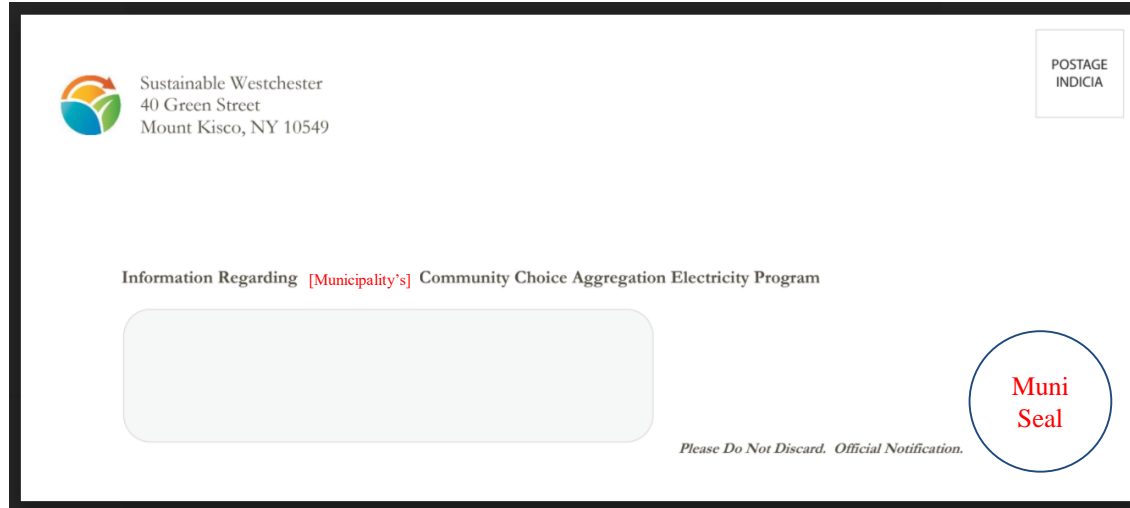 Sustainable Westchester
40 Green Street
Mount Kisco, NY 10549
POSTAGE
INDICIA
Information Regarding [Municipality’s] Community Choice Aggregation Electricity Program
Muni
Seal
Please Do Not Discard. Official Notification.